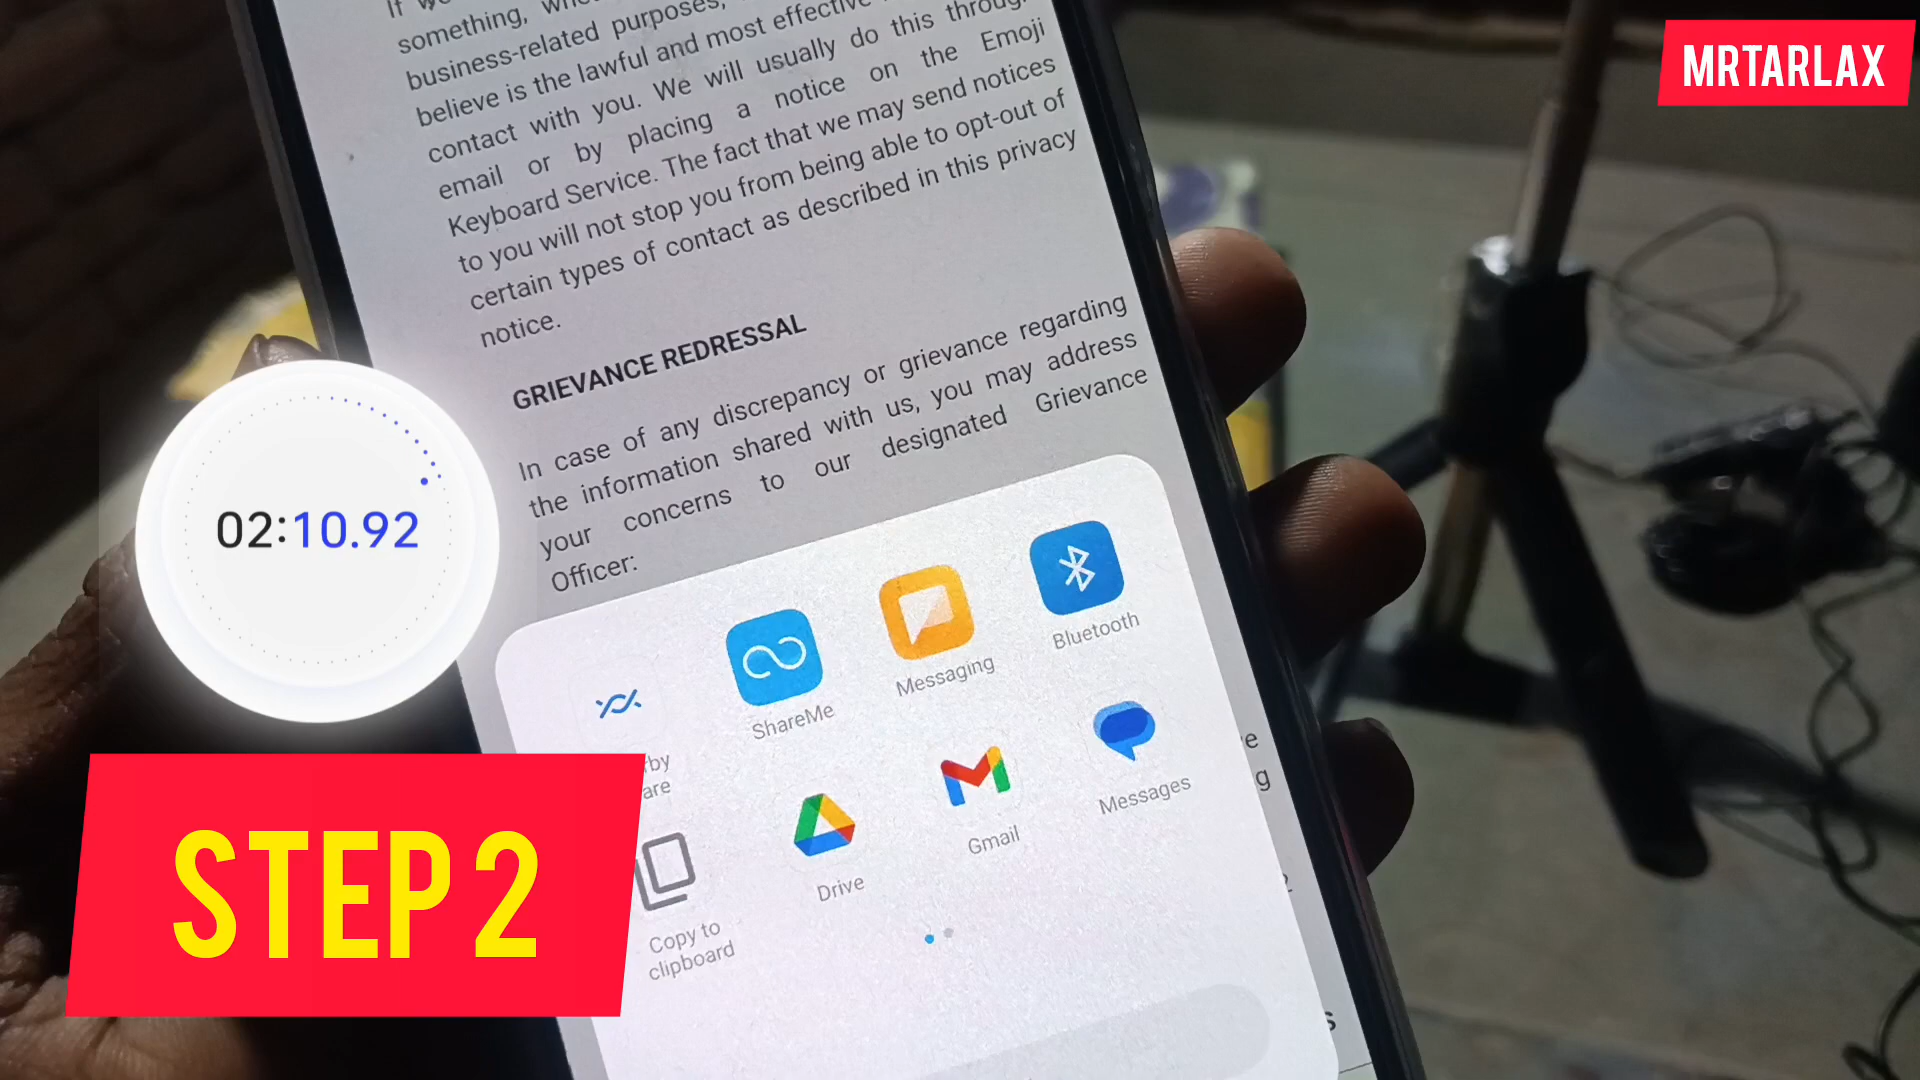 MRTARLAX
If
something,
business-related purposes,
believe is the lawful and most effective
contact with you. We will usually do this through
email or by placing a notice on the Emoji
Keyboard Service. The fact that we may send notices
to you will not stop you from being able to opt-out of
certain types of contact as described in this privacy
notice.
GRIEVANCE REDRESSAL
In case of any discrepancy or grievance regarding
the information shared with us, you may address
your concerns to our designated Grievance
Officer:
02:10.92
ShareMe
Messaging
Bluetooth
Copy to
clipboard
Drive
Gmail
Messages
STEP 2